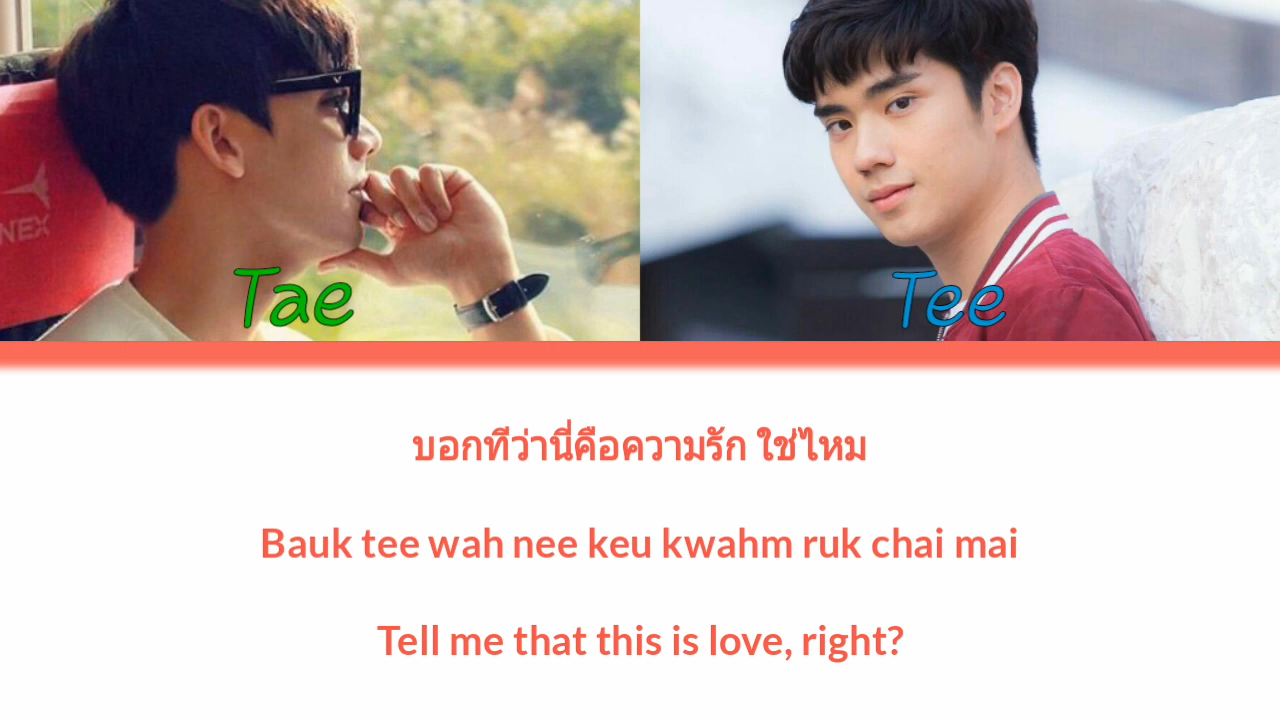 NEX
Tae
Tee
บอกทีว่านี่คือความรัก ใช่ไหม
Bauk tee wah nee keu kwahm ruk chai mai
Tell me that this is love, right?